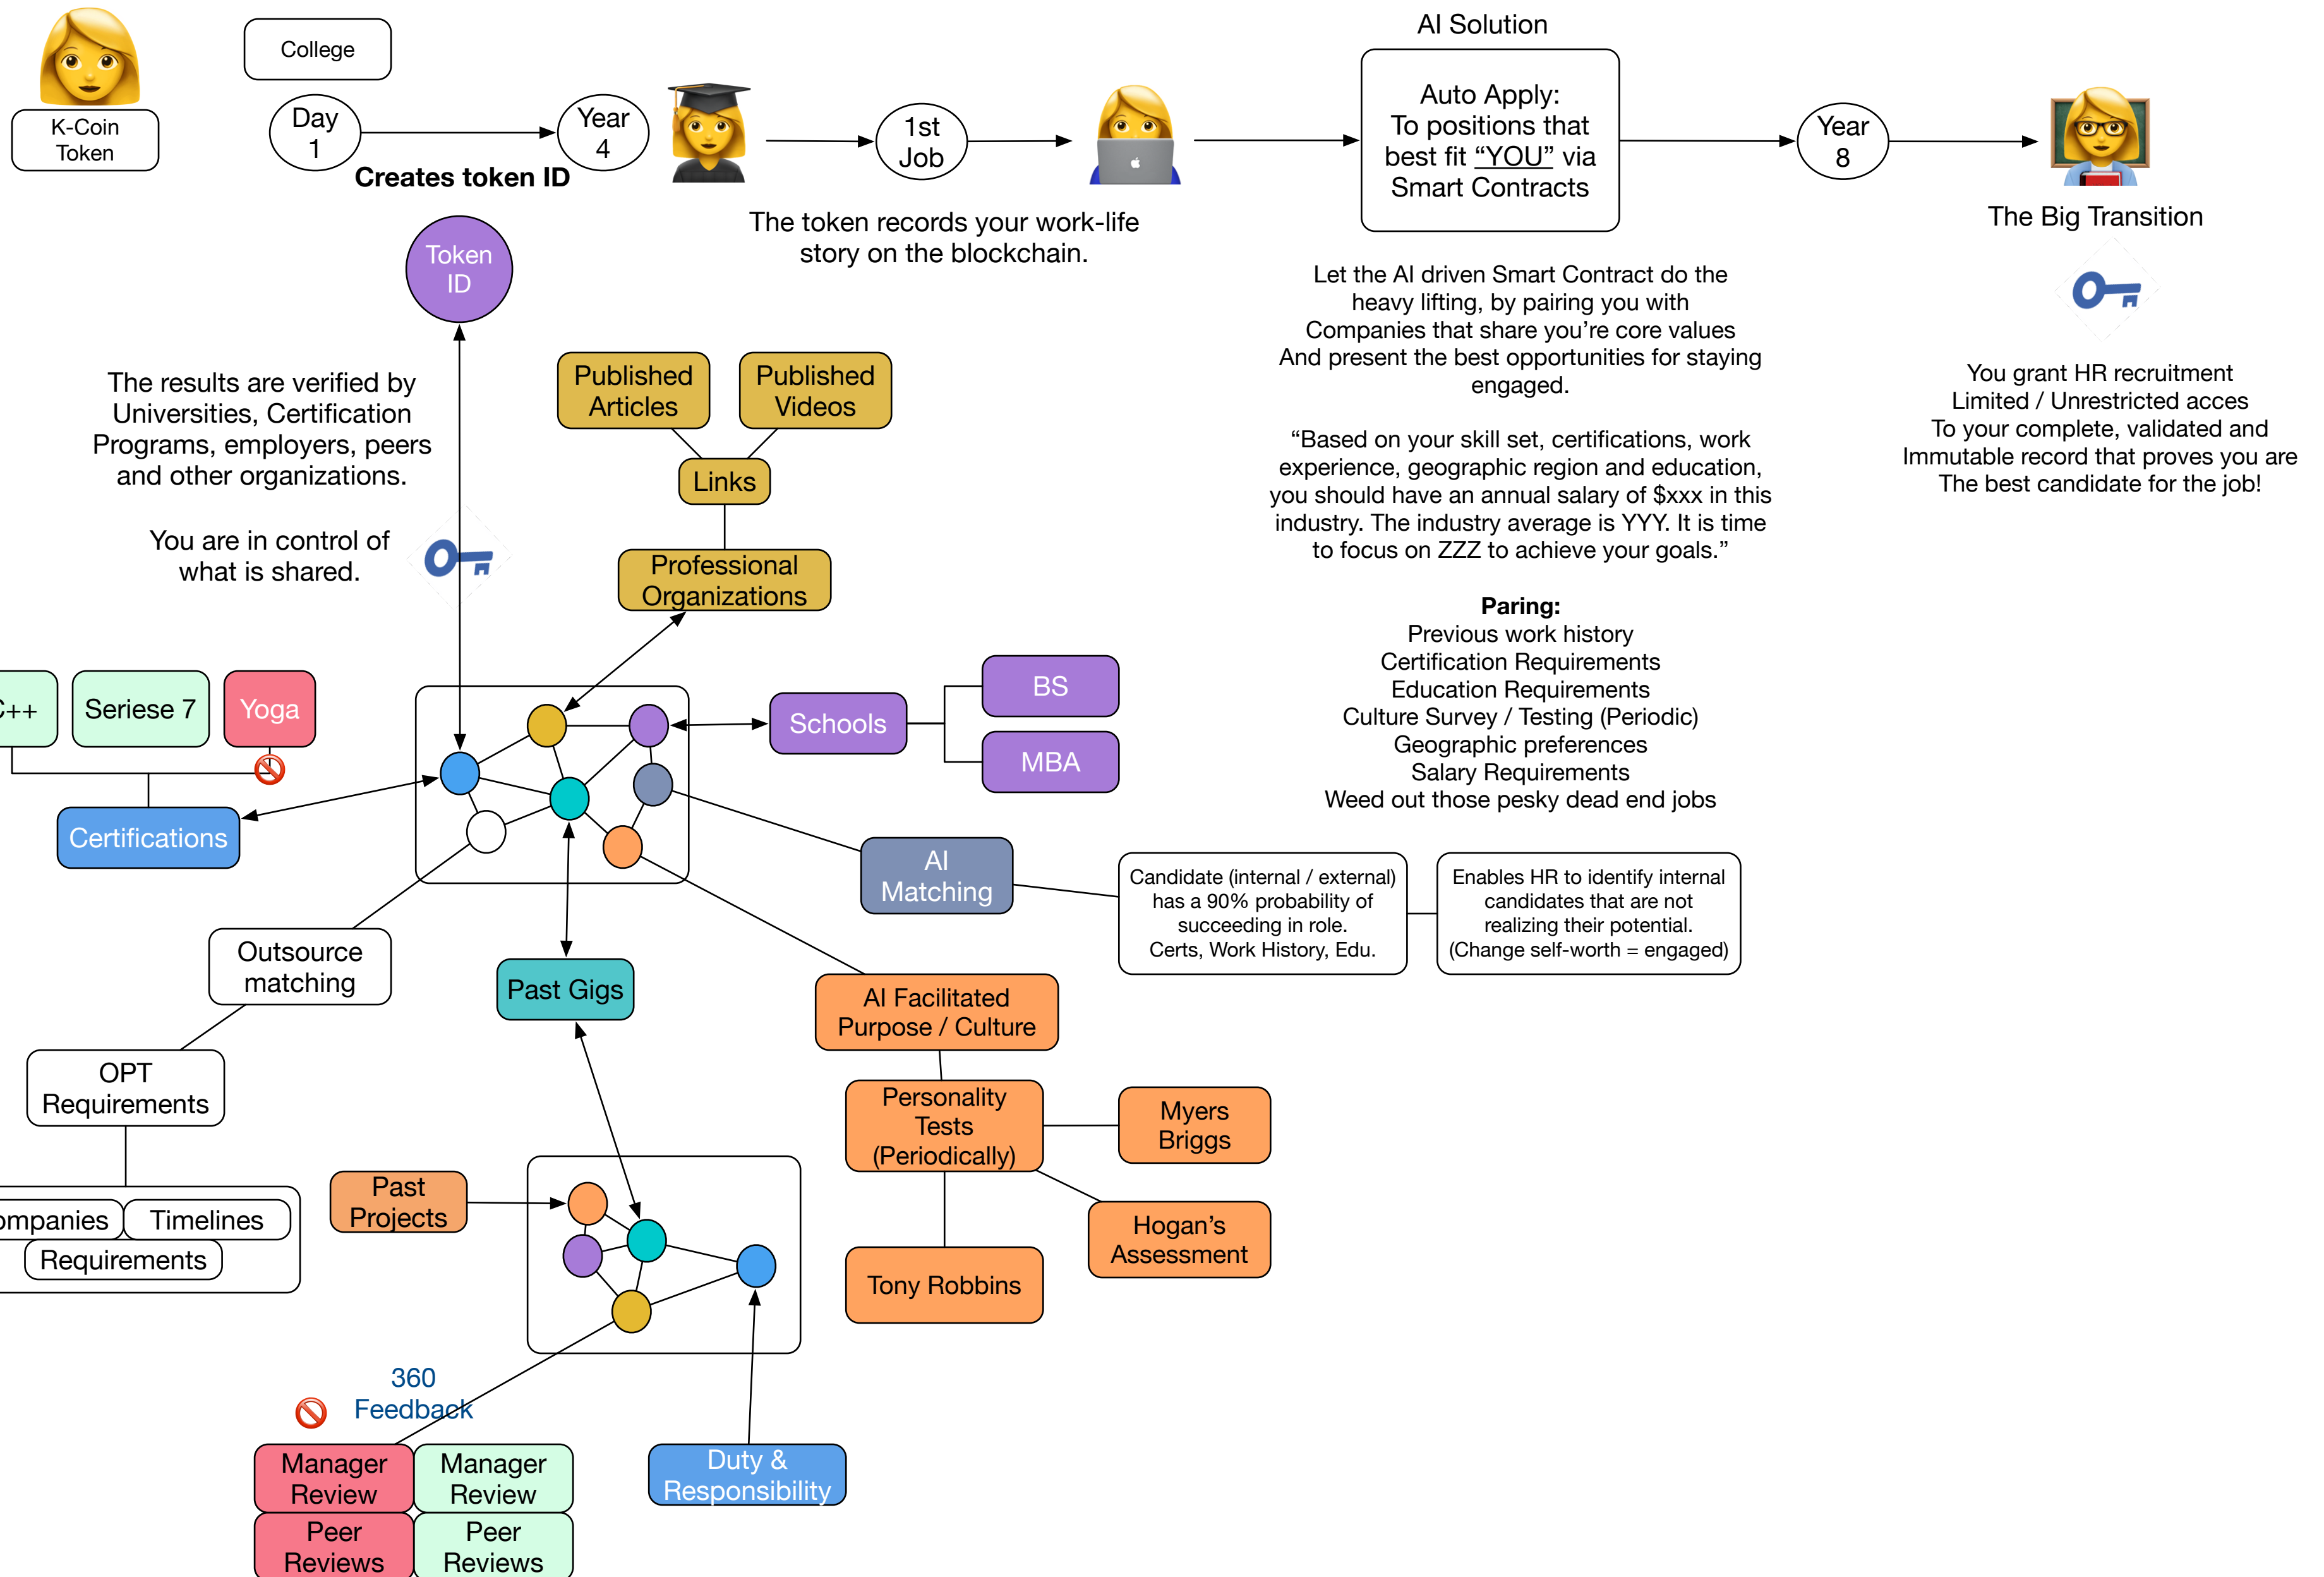 K-Coin
Token
College
Day
1
Year
4
Creates token ID
1st
Job
The token records your work-life
story on the blockchain.
AI Solution
Auto Apply:
To positions that
best fit “YOU” via
Smart Contracts
Year
8
The Big Transition
Let the AI driven Smart Contract do the
heavy lifting, by pairing you with
Companies that share you’re core values
And present the best opportunities for staying
engaged.
“Based on your skill set, certifications, work
experience, geographic region and education,
you should have an annual salary of $xxx in this
industry. The industry average is YYY. It is time
to focus on ZZZ to achieve your goals.”
Paring:
Previous work history
Certification Requirements
Education Requirements
Culture Survey / Testing (Periodic)
Geographic preferences
Salary Requirements
Weed out those pesky dead end jobs
You grant HR recruitment
Limited / Unrestricted acces
To your complete, validated and
Immutable record that proves you are
The best candidate for the job!
Token
ID
The results are verified by
Universities, Certification
Programs, employers, peers
and other organizations.
You are in control of
what is shared.
Published
Articles
Published
Videos
Links
Professional
Organizations
C++
Seriese 7
Yoga
Certifications
Schools
BS
MBA
AI
Matching
Candidate (internal / external)
has a 90% probability of
succeeding in role.
Certs, Work History, Edu.
Enables HR to identify internal
candidates that are not
realizing their potential.
(Change self-worth = engaged)
Outsource
matching
Past Gigs
AI Facilitated
Purpose / Culture
OPT
Requirements
Personality
Tests
(Periodically)
Myers
Briggs
Hogan’s
Assessment
Tony Robbins
ompanies
Timelines
Requirements
Past
Projects
360
Feedback
Manager
Review
Manager
Review
Peer
Reviews
Peer
Reviews
Duty &
Responsibility